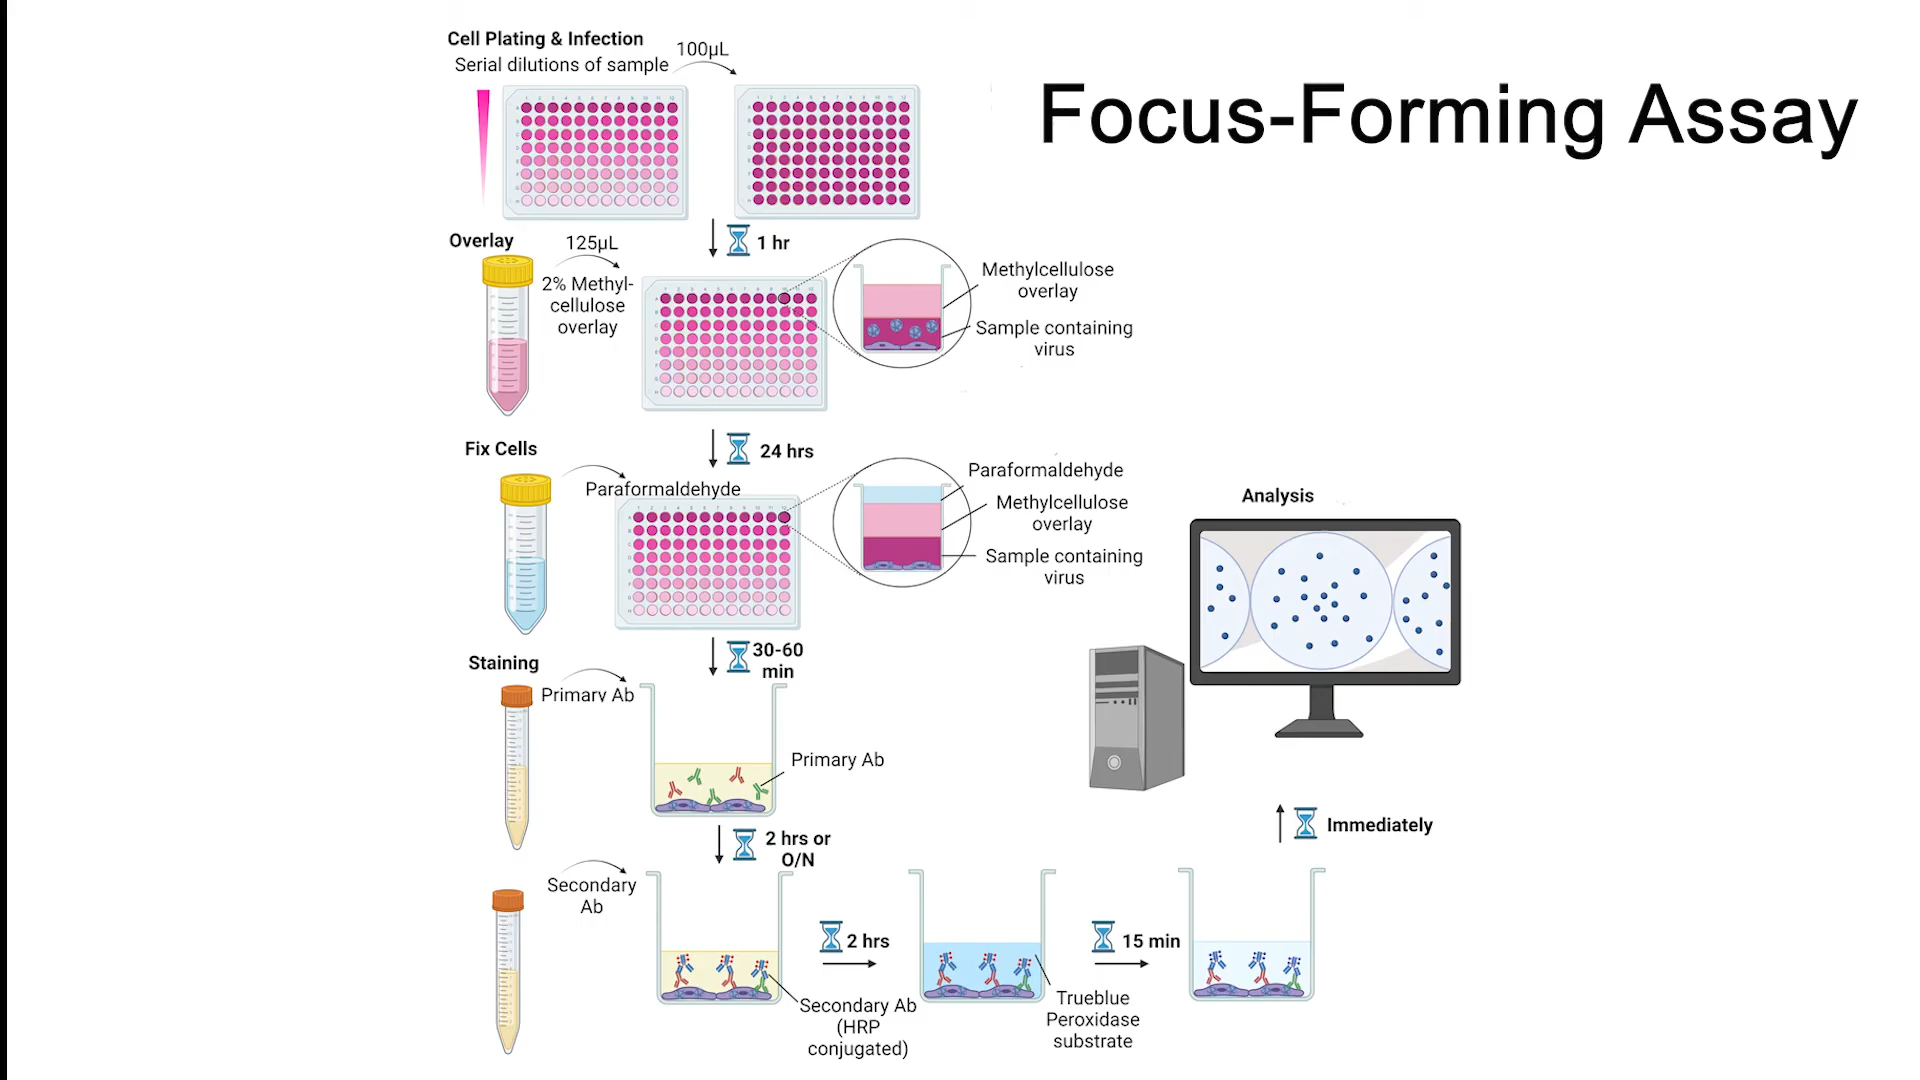 Focus-Forming Assay
Cell Plating & Infection
Serial dilutions of sample
100µL
1 hr
Overlay
125µL
2% Methyl-
cellulose
overlay
Methylcellulose
overlay
Sample containing
virus
24 hrs
Fix Cells
Paraformaldehyde
Paraformaldehyde
Methylcellulose
overlay
Sample containing
virus
30-60
min
Staining
Primary Ab
Primary Ab
2 hrs or
O/N
Secondary
Ab
Secondary Ab
(HRP
conjugated)
2 hrs
Trueblue
Peroxidase
substrate
15 min
Immediately
Analysis